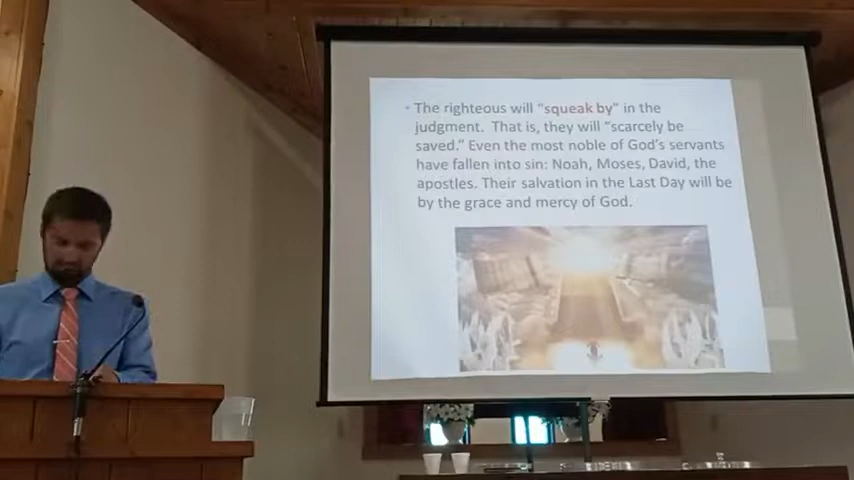 • The righteous will “squeak by” in the
judgment. That is, they will “scarcely be
saved.” Even the most noble of God’s servants
have fallen into sin: Noah, Moses, David, the
apostles. Their salvation in the Last Day will be
by the grace and mercy of God.